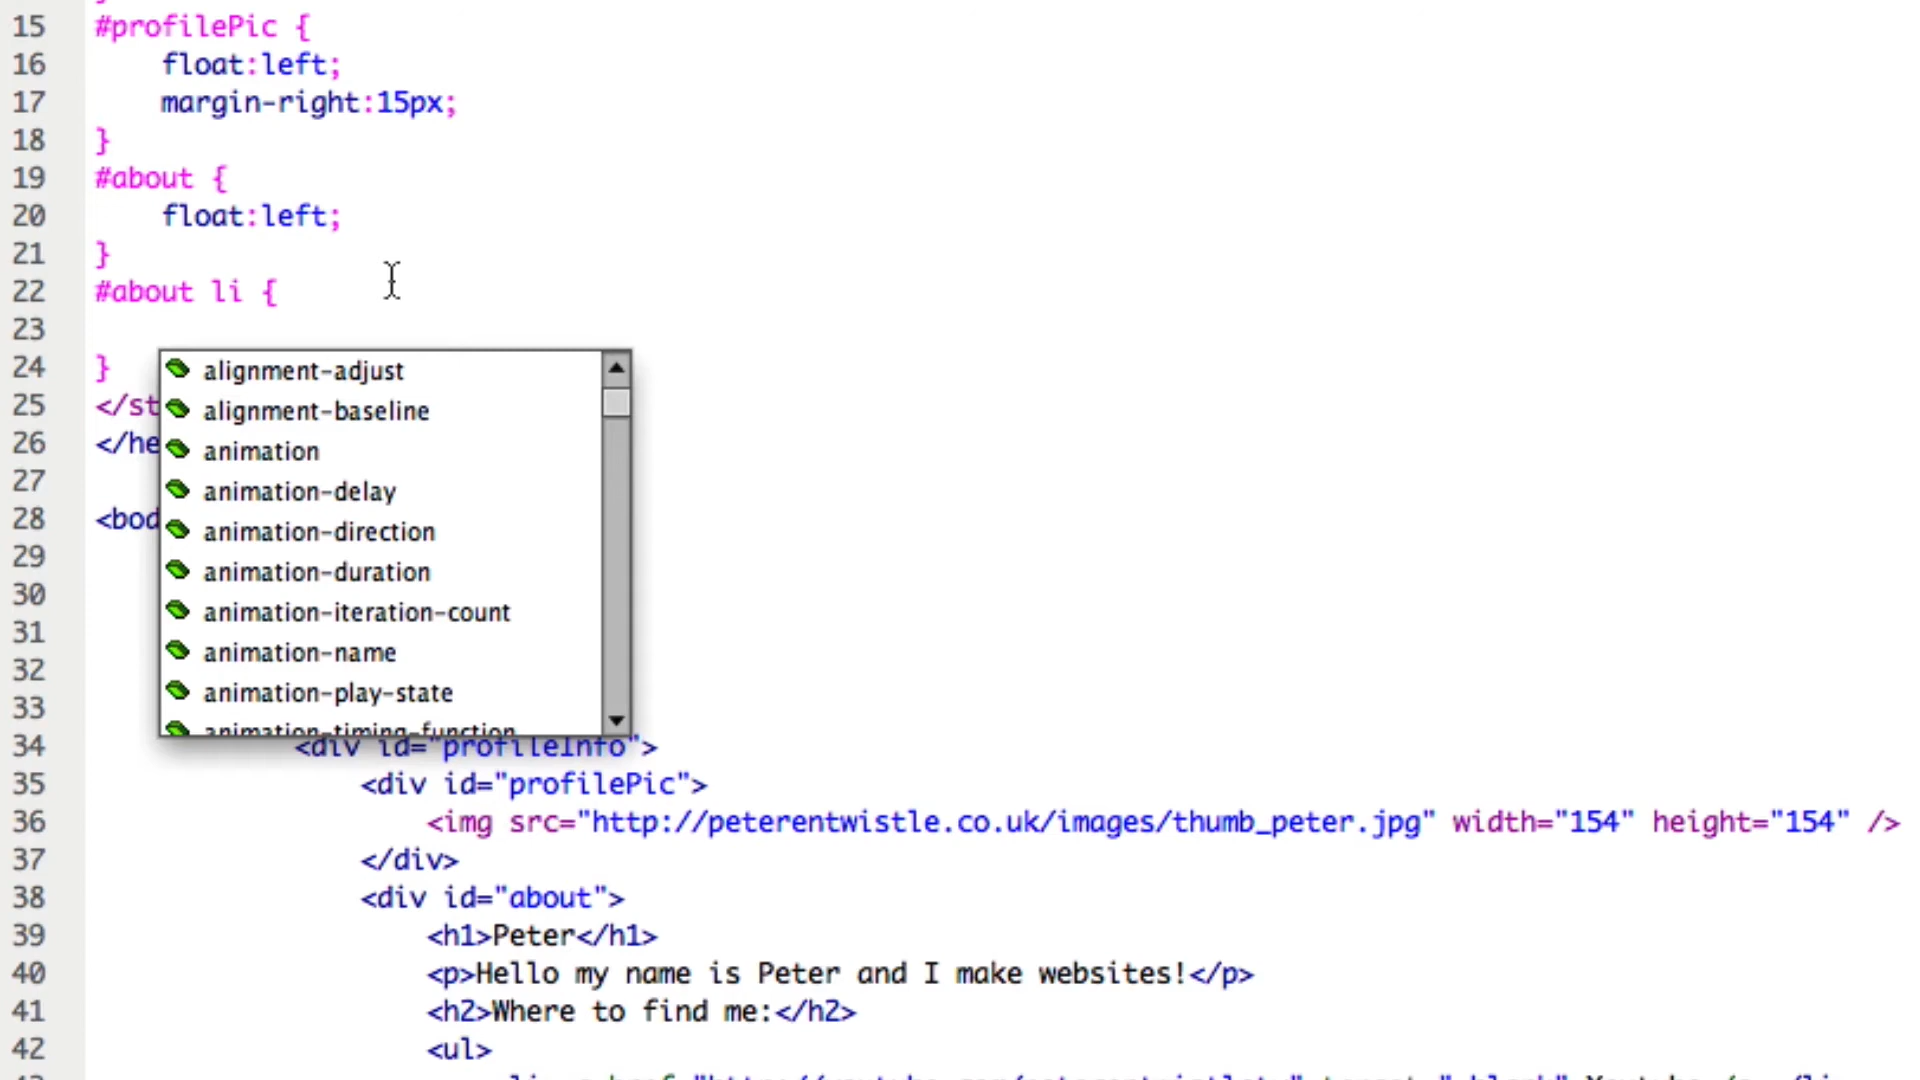 15 #profilePic {
16 float:left;
17 margin-right:15px;
18 }
19 #about {
20 float:left;
21 }
22 #about li {
23
24 }
25 </st
26 </he
27
28 <bod
29
30
31
32
33
alignment-adjust
alignment-baseline
animation
animation-delay
animation-direction
animation-duration
animation-iteration-count
animation-name
animation-play-state
animation-timing-function
34 <div id="profileInfo">
35 <div id="profilePic">
36 <img src="http://peterentwistle.co.uk/images/thumb_peter.jpg" width="154" height="154" />
37 </div>
38 <div id="about">
39 <h1>Peter</h1>
40 <p>Hello my name is Peter and I make websites!</p>
41 <h2>Where to find me:</h2>
42 <ul>